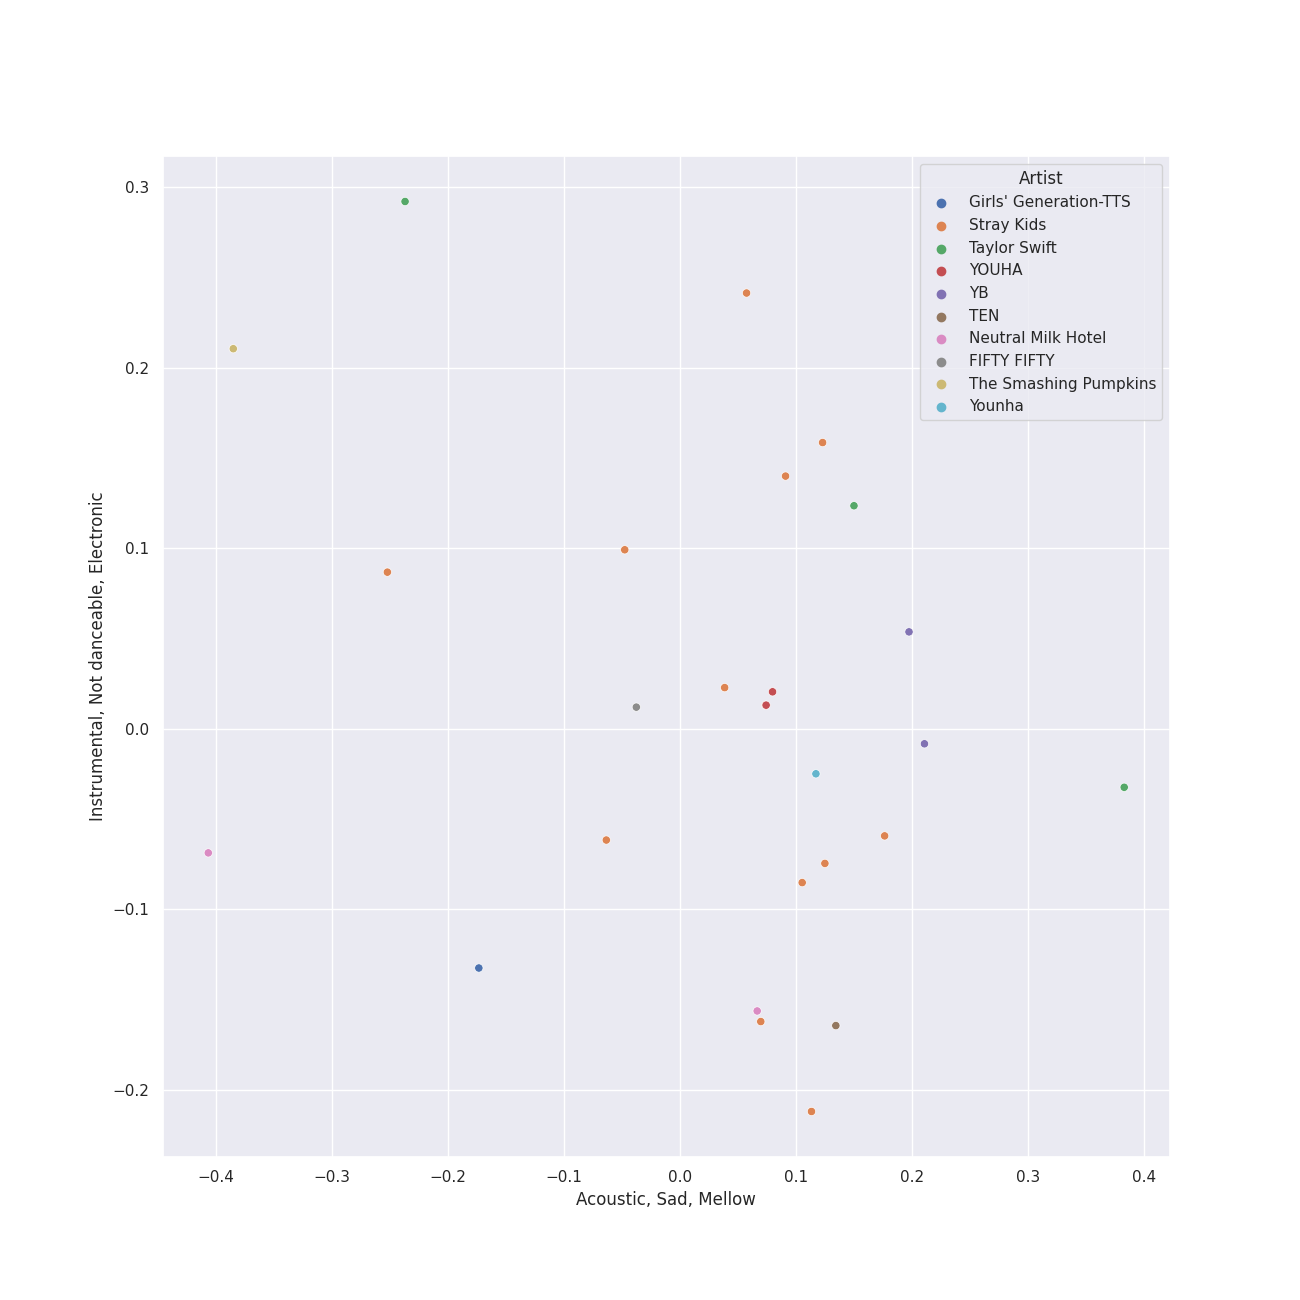 Artist
Girls' Generation-TTS
Stray Kids
Taylor Swift
YOUHA
YB
TEN
Neutral Milk Hotel
FIFTY FIFTY
The Smashing Pumpkins
Younha
0.3
0.2
0.1
0.0
−0.1
−0.2
Instrumental, Not danceable, Electronic
−0.4 −0.3 −0.2 −0.1 0.0 0.1 0.2 0.3 0.4
Acoustic, Sad, Mellow